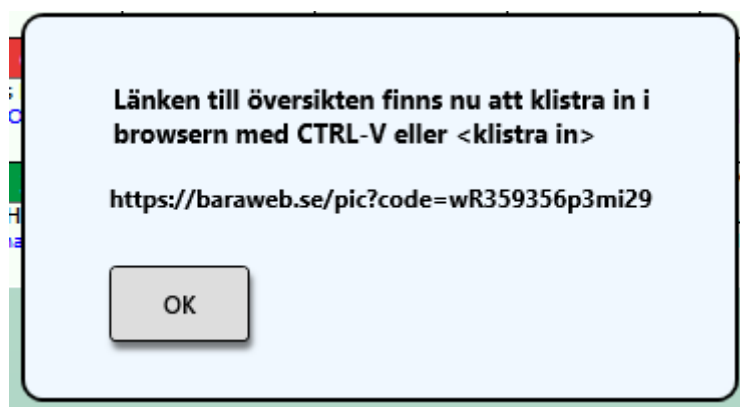 Länken till översikten finns nu att klistra in i
browsern med CTRL-V eller <klistra in>
https://baraweb.se/pic?code=wR359356p3mi29
OK